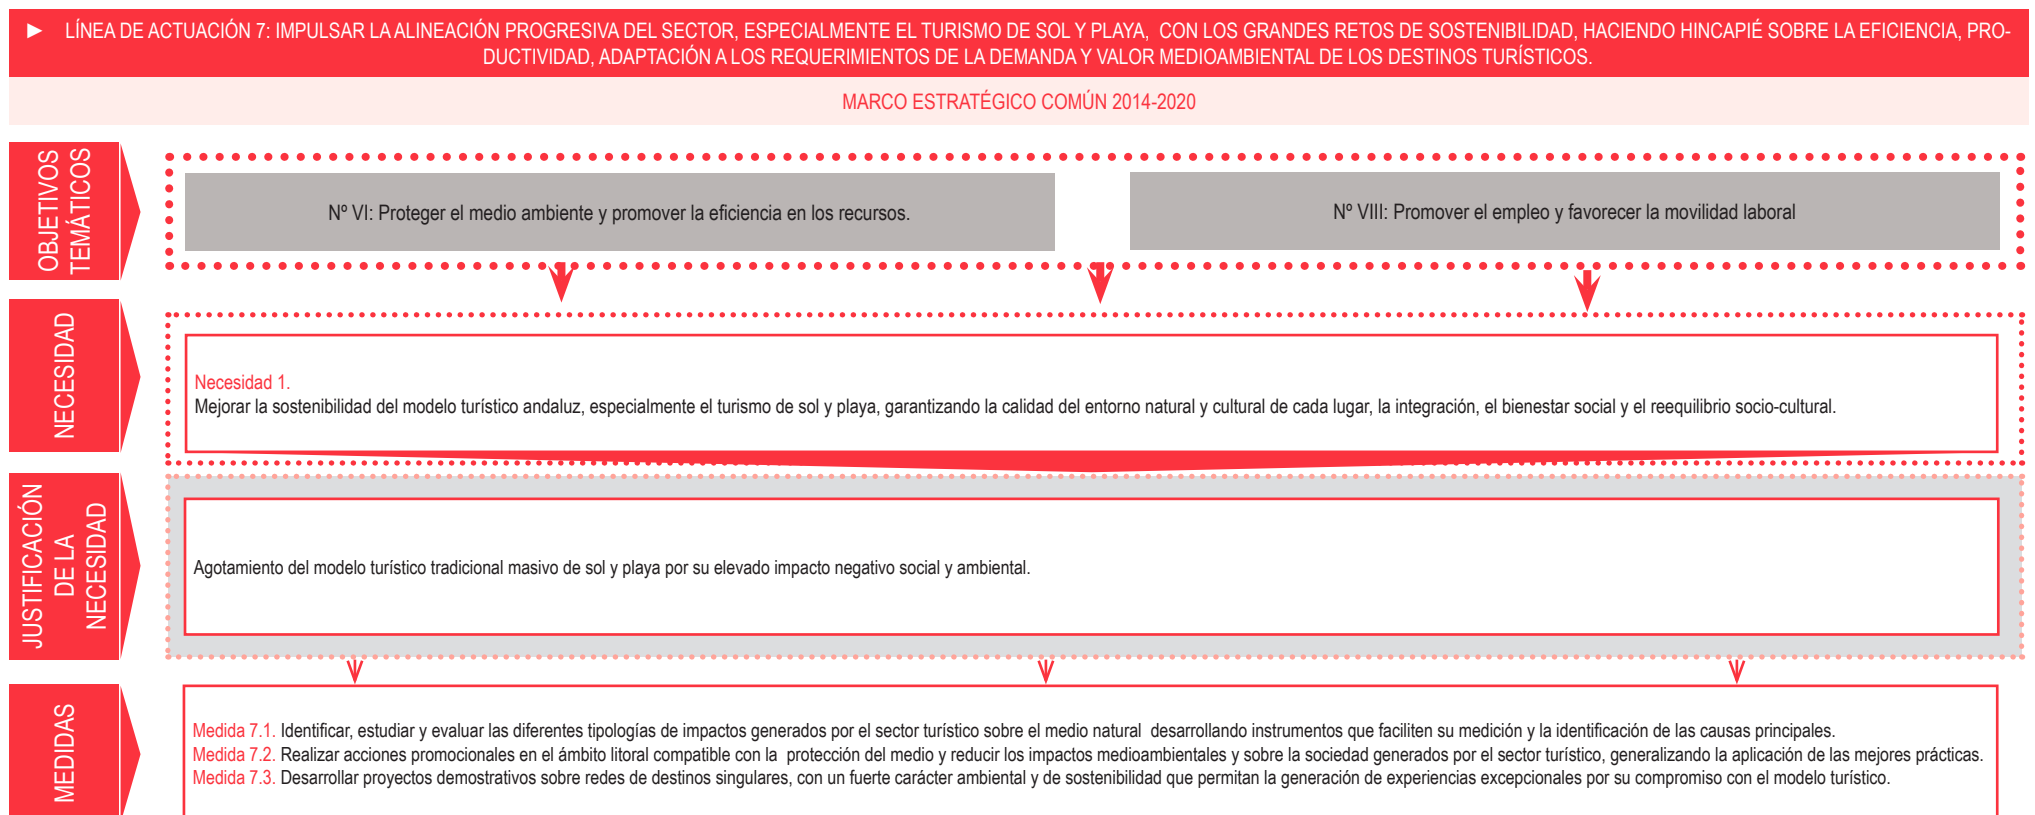 ► LÍNEA DE ACTUACIÓN 7: IMPULSAR LA ALINEACIÓN PROGRESIVA DEL SECTOR, ESPECIALMENTE EL TURISMO DE SOL Y PLAYA, CON LOS GRANDES RETOS DE SOSTENIBILIDAD, HACIENDO HINCAPIÉ SOBRE LA EFICIENCIA, PRO-
DUCTIVIDAD, ADAPTACIÓN A LOS REQUERIMIENTOS DE LA DEMANDA Y VALOR MEDIOAMBIENTAL DE LOS DESTINOS TURÍSTICOS.
MARCO ESTRATÉGICO COMÚN 2014-2020
OBJETIVOS
TEMÁTICOS
Nº VI: Proteger el medio ambiente y promover la eficiencia en los recursos.
Nº VIII: Promover el empleo y favorecer la movilidad laboral
NECESIDAD
Necesidad 1.
Mejorar la sostenibilidad del modelo turístico andaluz, especialmente el turismo de sol y playa, garantizando la calidad del entorno natural y cultural de cada lugar, la integración, el bienestar social y el reequilibrio socio-cultural.
JUSTIFICACIÓN
DE LA
NECESIDAD
Agotamiento del modelo turístico tradicional masivo de sol y playa por su elevado impacto negativo social y ambiental.
MEDIDAS
Medida 7.1. Identificar, estudiar y evaluar las diferentes tipologías de impactos generados por el sector turístico sobre el medio natural desarrollando instrumentos que faciliten su medición y la identificación de las causas principales.
Medida 7.2. Realizar acciones promocionales en el ámbito litoral compatible con la protección del medio y reducir los impactos medioambientales y sobre la sociedad generados por el sector turístico, generalizando la aplicación de las mejores prácticas.
Medida 7.3. Desarrollar proyectos demostrativos sobre redes de destinos singulares, con un fuerte carácter ambiental y de sostenibilidad que permitan la generación de experiencias excepcionales por su compromiso con el modelo turístico.